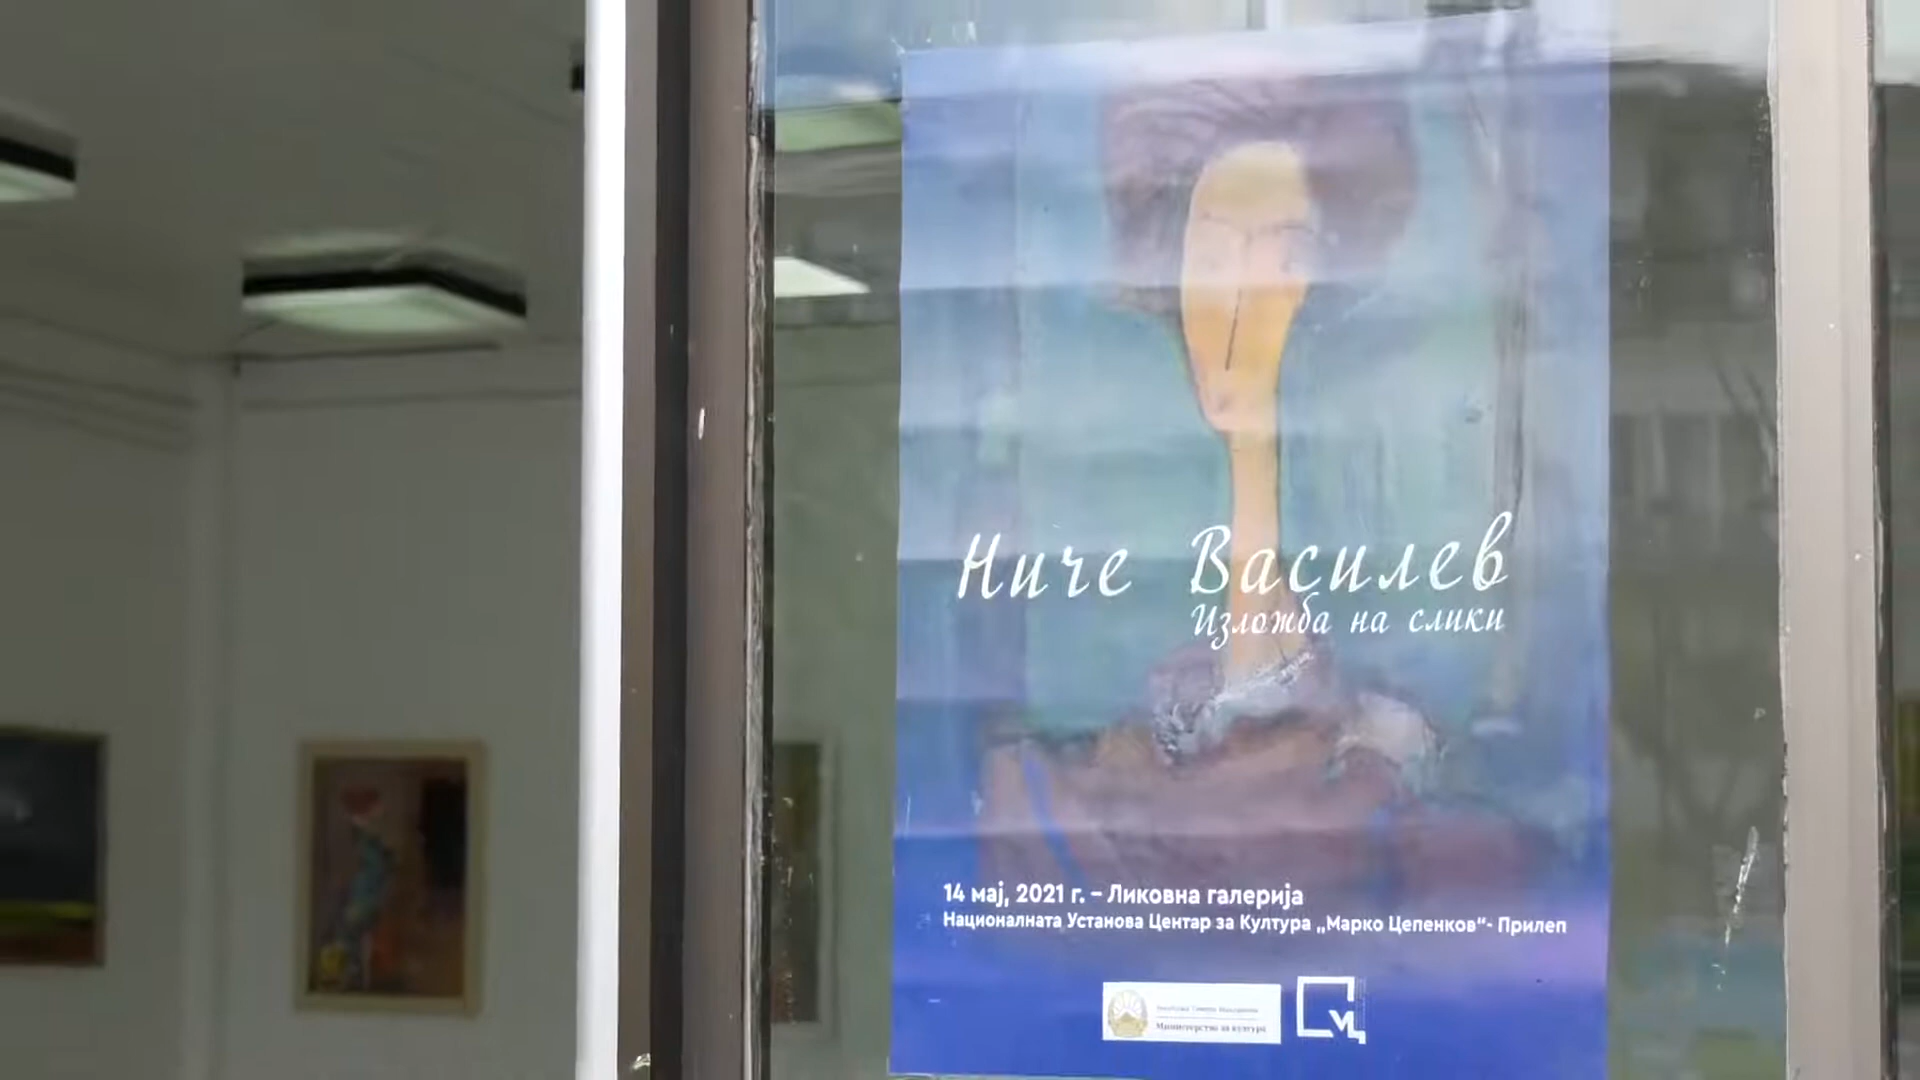 Ниче Василев
Изложба на слики
14 мај, 2021 г. – Ликовна галерија
Националната Установа Центар за Култура „Марко Цепенков“- Прилеп
Министерство за култура